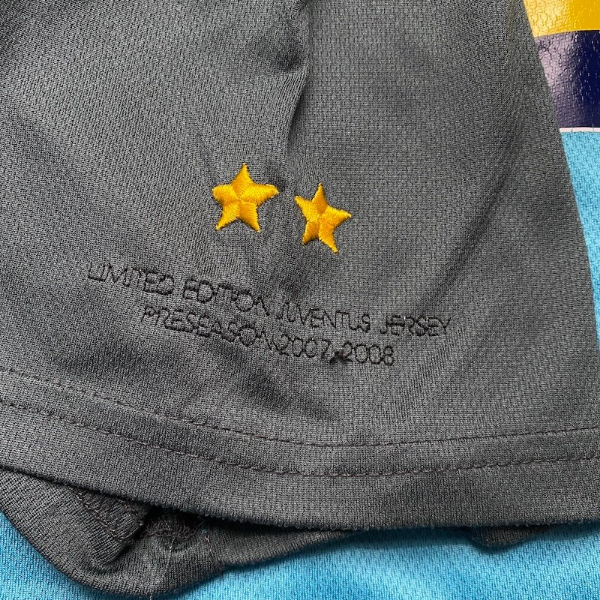 LIMITED EDITION JUVENTUS JERSEY
PRESEASON 2007 2008